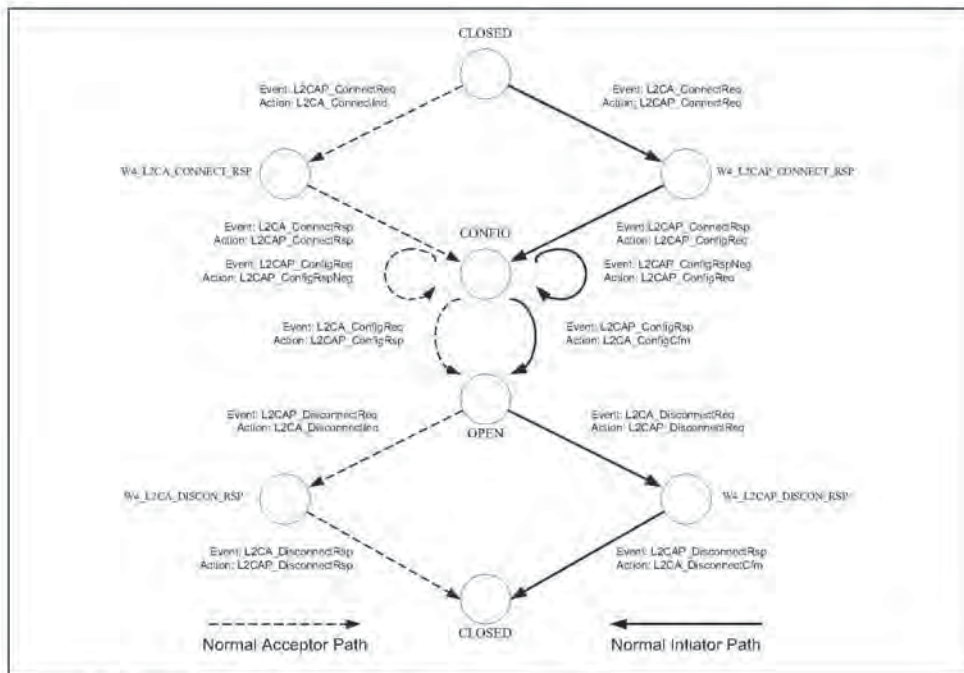 CLOSED
Event: L2CAP_ConnectReq
Action: L2CA_ConnectInd
Event: L2CA_ConnectReq
Action: L2CAP_ConnectReq
W4_L2CA_CONNECT_RSP
W4_L2CAP_CONNECT_RSP
Event: L2CA_ConnectRsp
Action: L2CAP_ConnectRsp
Event:L2CAP_ConnectRsp
Action: L2CAP_ConfigReq
CONFIG
Event: L2CAP_ConfigReq
Action: L2CAP_ConfigRspNeg
Event: L2CAP_ConfigRspNeg
Action: L2CAP_ConfigReq
Event: L2CA_ConfigReq
Action: L2CAP_ConfigRsp
Event: L2CAP_ConfigRsp
Action: L2CA_ConfigCfm
Event: L2CAP_DisconnectReq
Action: L2CA_DisconnectInd
OPEN
Event: L2CA_DisconnectReq
Action: L2CAP_DisconnectReq
W4_L2CA_DISCON_RSP
W4_L2CAP_DISCON_RSP
Event: L2CA_DisconnectRsp
Action: L2CAP_DisconnectRsp
Event: L2CAP_DisconnectRsp
Action: L2CA_DisconnectCfm
CLOSED
Normal Acceptor Path
Normal Intiator Path